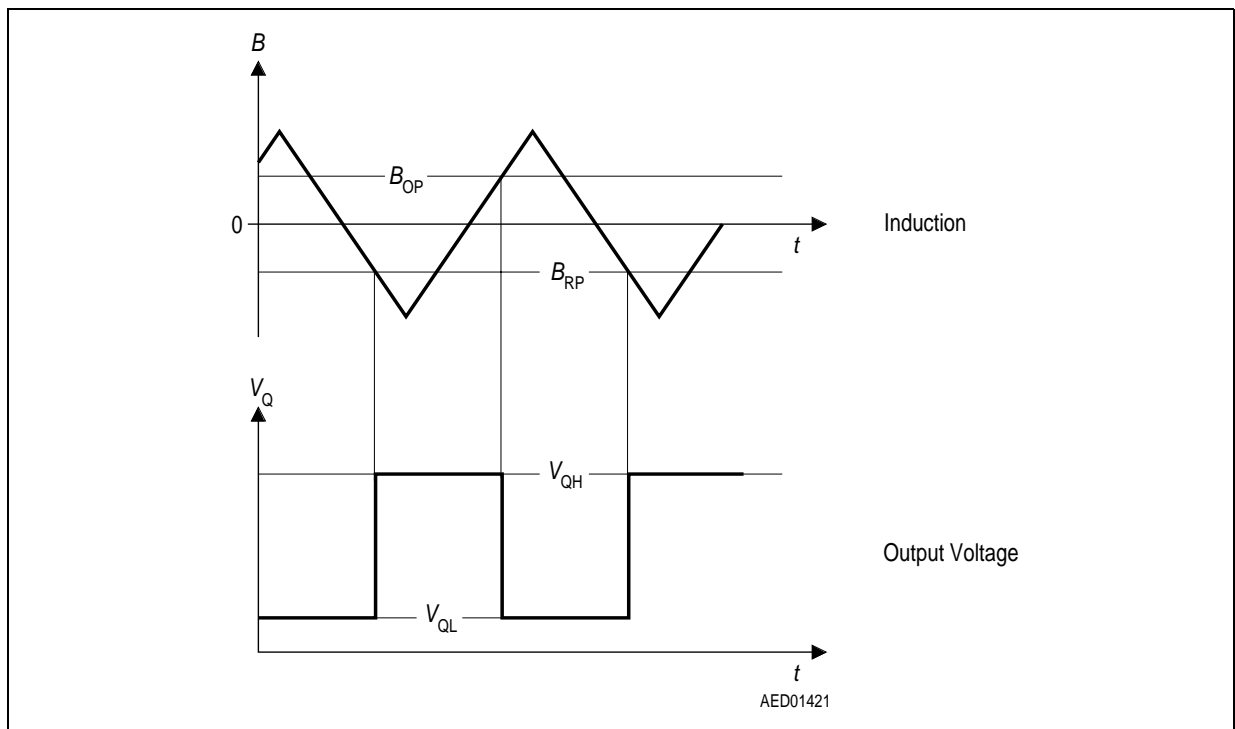 B
B_OP
0
t
Induction
B_RP
V_Q
V_QH
Output Voltage
V_QL
t
AED01421